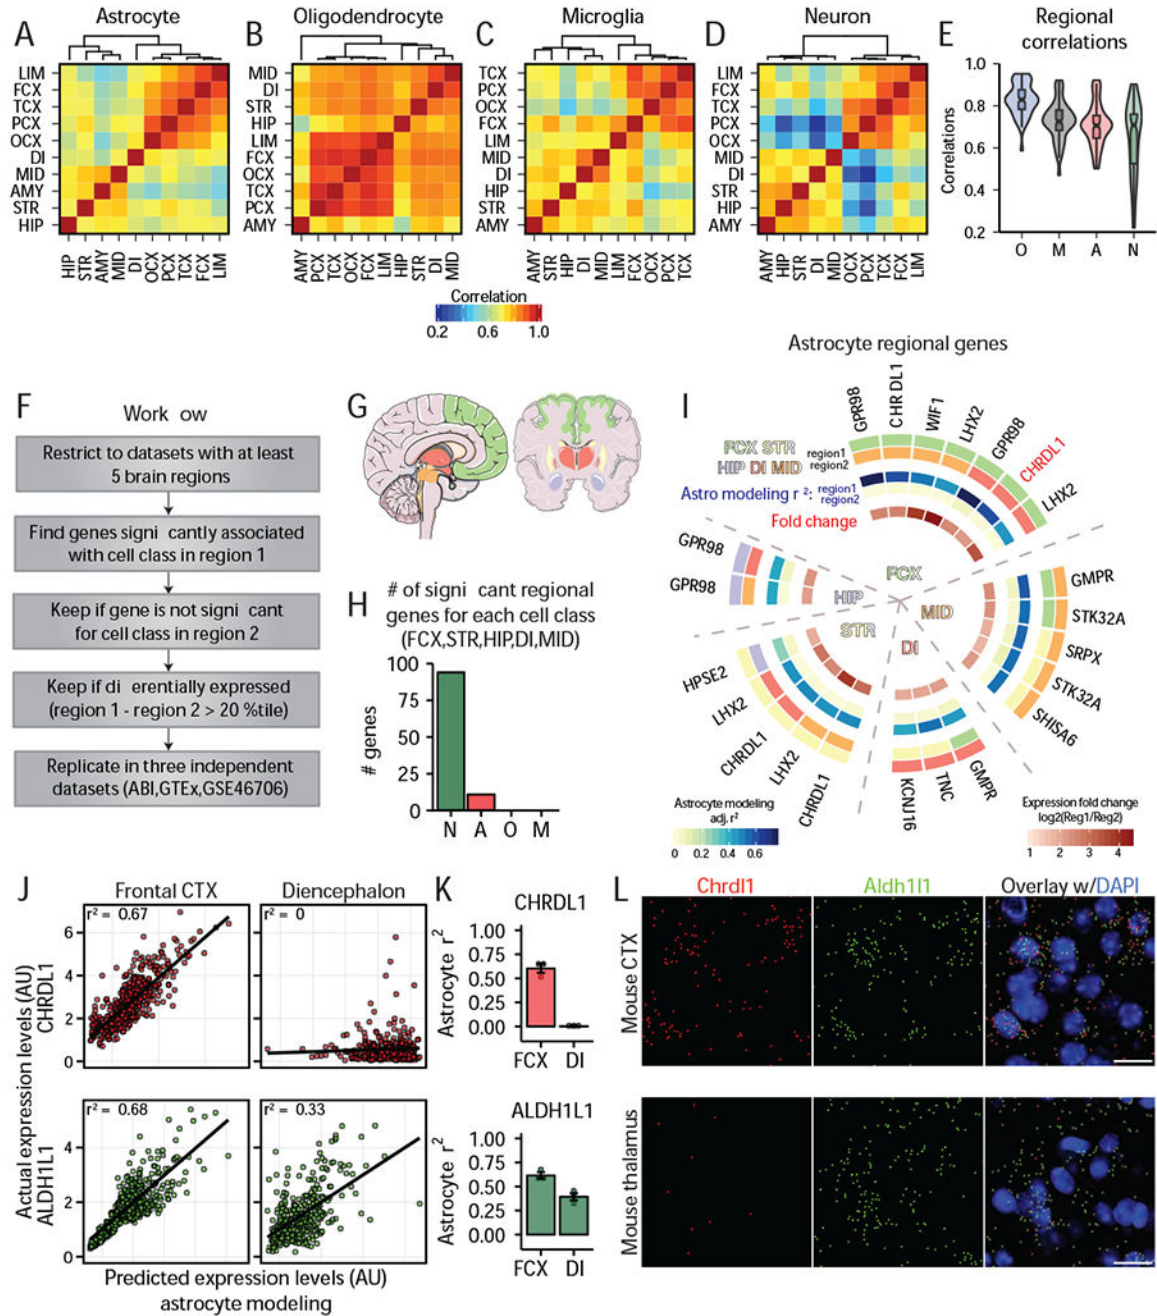 A
Astrocyte
LIM
FCX
TCX
PCX
OCX
DI
MID
AMY
STR
HIP
HIP STR AMY MID DI OCX PCX TCX FCX LIM
B
Oligodendrocyte
MID
DI
STR
HIP
LIM
FCX
OCX
TCX
PCX
AMY
AMY PCX TCX OCX FCX LIM HIP STR DI MID
C
Microglia
TCX
PCX
OCX
FCX
LIM
MID
DI
HIP
STR
AMY
AMY STR HIP DI MID LIM FCX OCX PCX TCX
D
Neuron
LIM
FCX
TCX
PCX
OCX
MID
DI
STR
HIP
AMY
AMY HIP STR DI MID OCX PCX TCX FCX LIM
Correlation
0.2 0.6 1.0
E
Regional
correlations
Correlations
1.0
0.8
0.6
0.4
0.2
O M A N
F
Work ow
Restrict to datasets with at least
5 brain regions
Find genes signi cantly associated
with cell class in region 1
Keep if gene is not signi cant
for cell class in region 2
Keep if di erentially expressed
(region 1 - region 2 > 20 %tile)
Replicate in three independent
datasets (ABI,GTEx,GSE46706)
G
H
# of signi cant regional
genes for each cell class
(FCX,STR,HIP,DI,MID)
# genes
100
75
50
25
0
N A O M
I
Astrocyte regional genes
FCX STR
HIP DI MID
region1
region2
Astro modeling r²: region1
region2
Fold change
GPR98
CHRDL1
WIF1
LHX2
GPR98
CHRDL1
LHX2
GMPR
STK32A
SRPX
STK32A
SHISA6
GMPR
TNC
KCNJ16
CHRDL1
LHX2
CHRDL1
LHX2
HPSE2
GPR98
GPR98
FCX
MID
DI
STR
HIP
Astrocyte modeling
adj. r²
0 0.2 0.4 0.6
Expression fold change
log2(Reg1/Reg2)
1 2 3 4
J
Frontal CTX
Diencephalon
r² = 0.67
r² = 0
r² = 0.68
r² = 0.33
6
4
2
0
4
2
0
Actual expression levels (AU)
CHRDL1
ALDH1L1
Predicted expression levels (AU)
astrocyte modeling
K
CHRDL1
Astrocyte r²
1.00
0.75
0.50
0.25
0.00
FCX DI
ALDH1L1
Astrocyte r²
1.00
0.75
0.50
0.25
0.00
FCX DI
L
Chrdl1
Aldh1l1
Overlay w/DAPI
Mouse CTX
Mouse thalamus